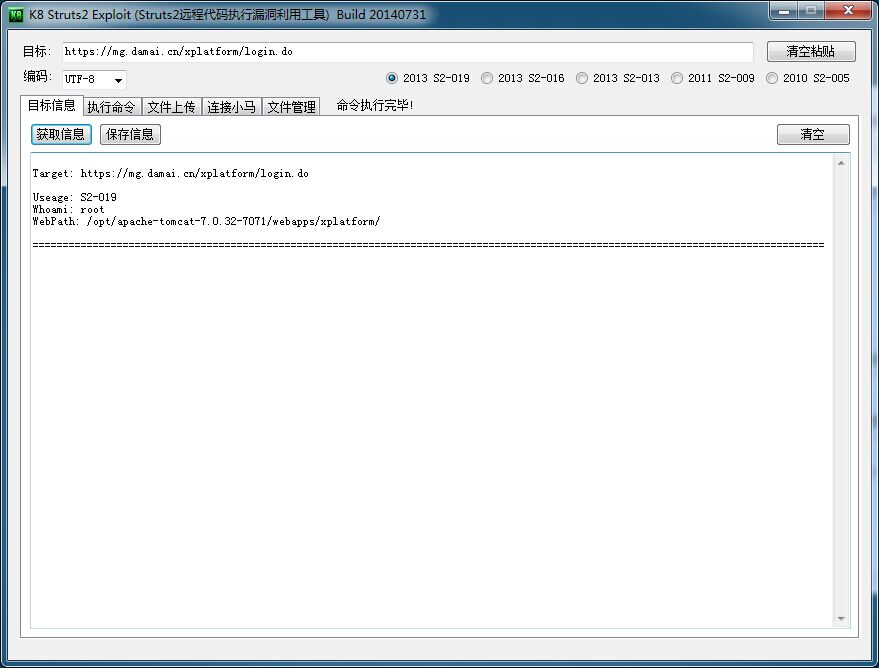 K8 Struts2 Exploit (Struts2远程代码执行漏洞利用工具) Build 20140731
目标: https://mg.damai.cn/xplatform/login.do 清空粘贴
编码: UTF-8 2013 S2-019 2013 S2-016 2013 S2-013 2011 S2-009 2010 S2-005
目标信息 执行命令 文件上传 连接小马 文件管理 命令执行完毕!
获取信息 保存信息 清空
Target: https://mg.damai.cn/xplatform/login.do
Useage: S2-019
Whoami: root
WebPath: /opt/apache-tomcat-7.0.32-7071/webapps/xplatform/
====================================================================================================================================